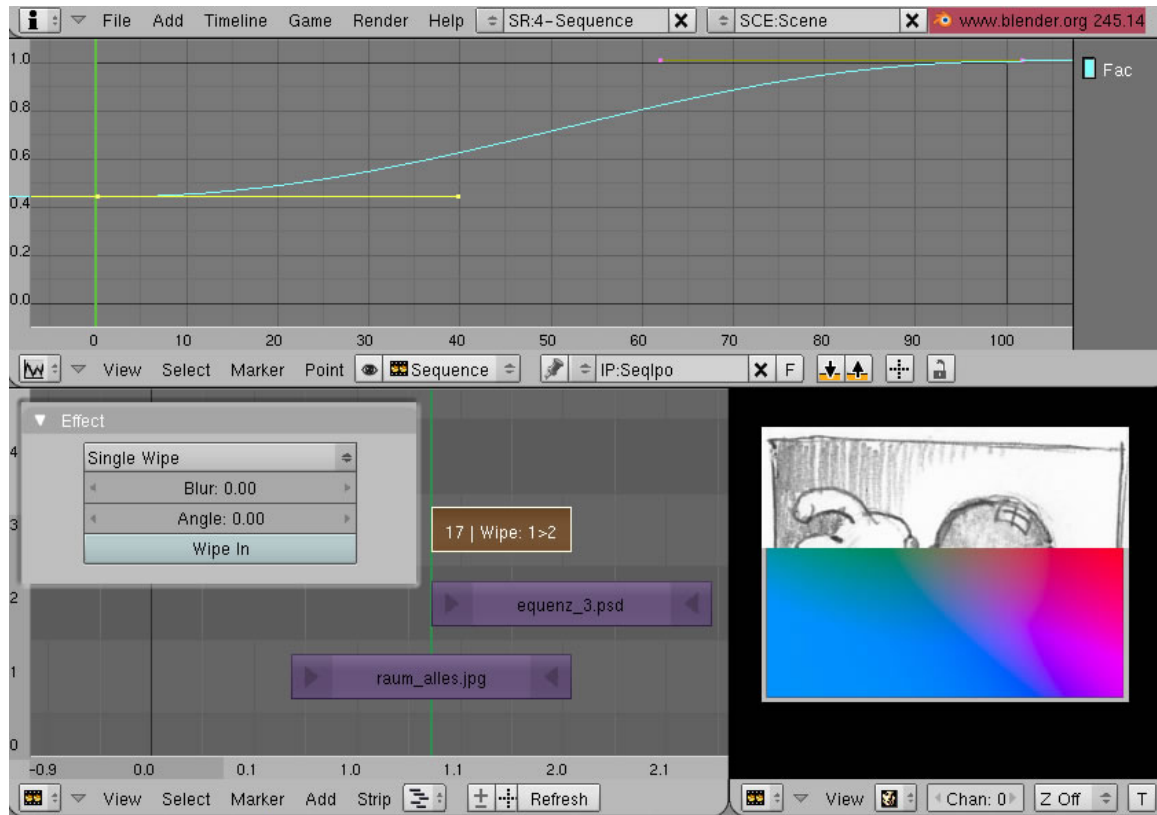 File Add Timeline Game Render Help SR:4-Sequence SCE:Scene www.blender.org 245.14
1.0
Fac
0.8
0.6
0.4
0.2
0.0
0 10 20 30 40 50 60 70 80 90 100
View Select Marker Point Sequence IP:SeqIpo F
Effect
4
Single Wipe
Blur: 0.00
Angle: 0.00
3
17 | Wipe: 1>2
Wipe In
2
equenz_3.psd
1
raum_alles.jpg
0
-0.9 0.0 0.1 1.0 1.1 2.0 2.1
View Select Marker Add Strip Refresh View Chan: 0 Z Off T